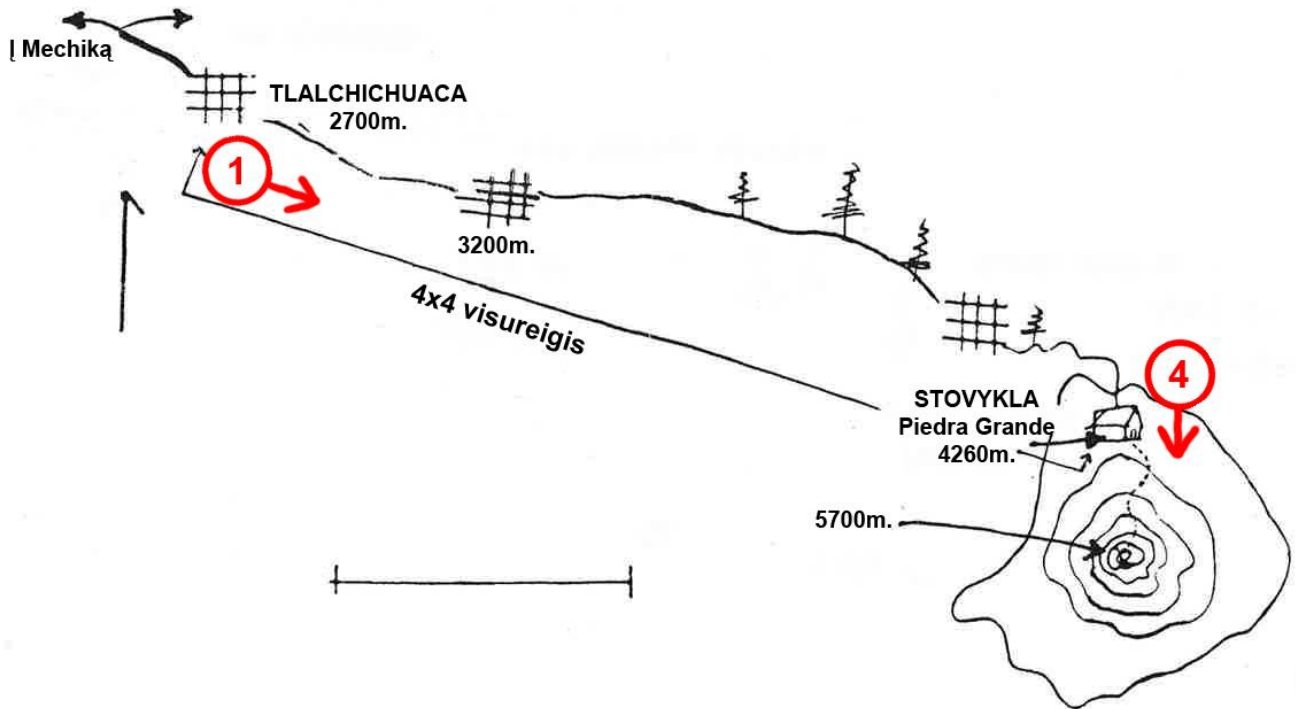 Į Mechiką
TLALCHICHUACA
2700m.
1
3200m.
4x4 visureigis
4
STOVYKLA
Piedra Grande
4260m.
5700m.